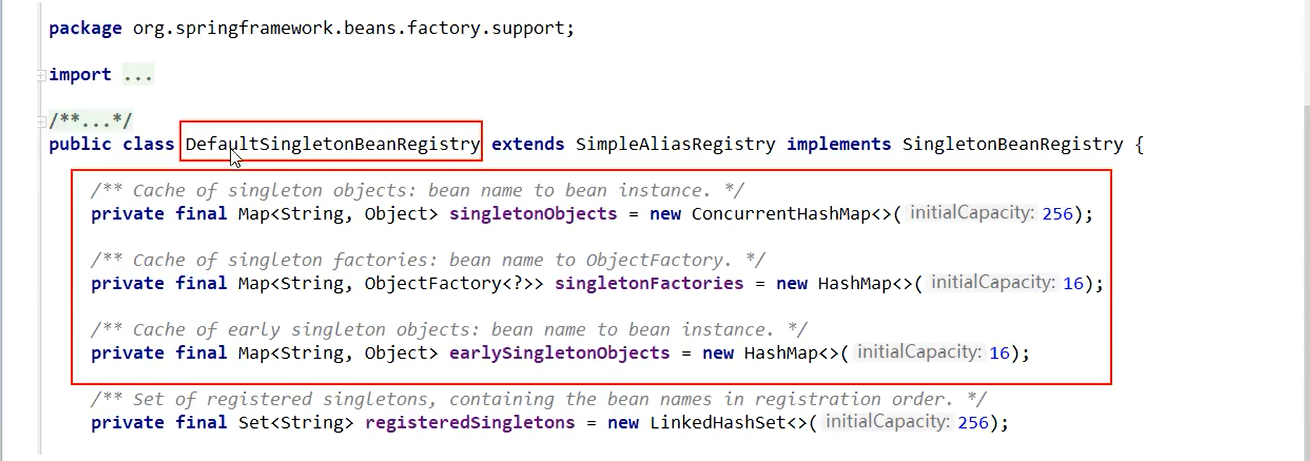 package org.springframework.beans.factory.support;
import ...
/**...*/
public class DefaultSingletonBeanRegistry extends SimpleAliasRegistry implements SingletonBeanRegistry {
/** Cache of singleton objects: bean name to bean instance. */
private final Map<String, Object> singletonObjects = new ConcurrentHashMap<>( initialCapacity: 256);
/** Cache of singleton factories: bean name to ObjectFactory. */
private final Map<String, ObjectFactory<?>> singletonFactories = new HashMap<>( initialCapacity: 16);
/** Cache of early singleton objects: bean name to bean instance. */
private final Map<String, Object> earlySingletonObjects = new HashMap<>( initialCapacity: 16);
/** Set of registered singletons, containing the bean names in registration order. */
private final Set<String> registeredSingletons = new LinkedHashSet<>( initialCapacity: 256);